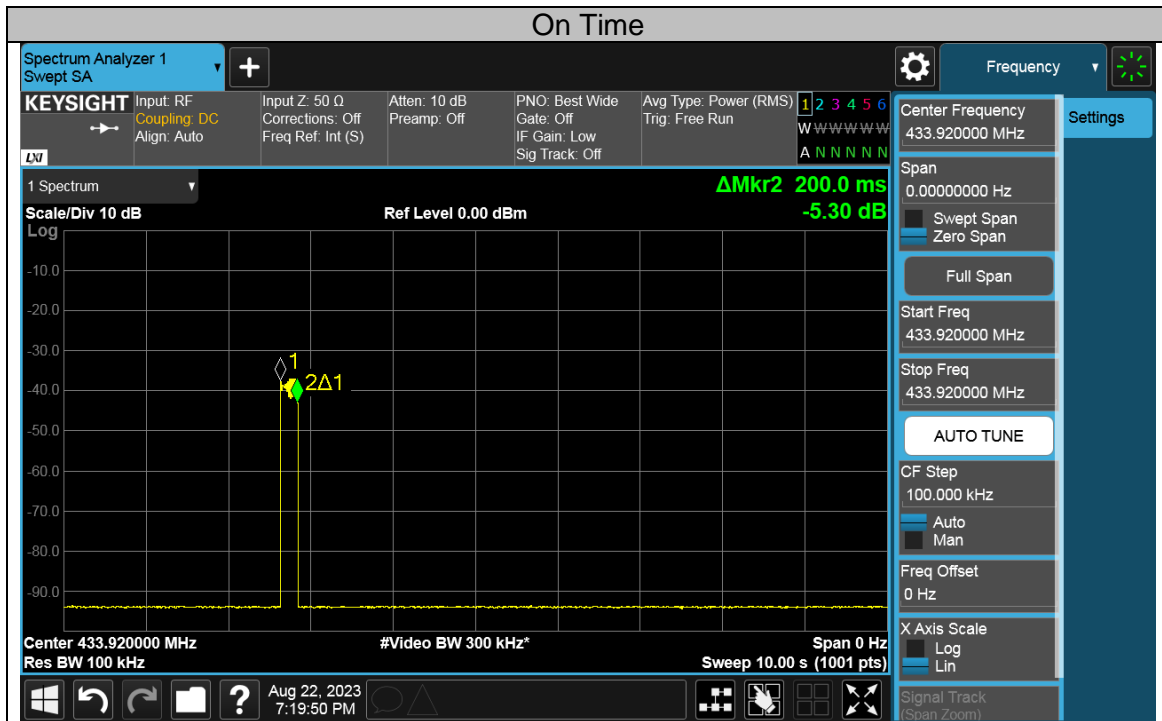 On Time
Spectrum Analyzer 1
Swept SA
Frequency
KEYSIGHT
LXI
Input: RF
Coupling: DC
Align: Auto
Input Z: 50 Ω
Corrections: Off
Freq Ref: Int (S)
Atten: 10 dB
Preamp: Off
PNO: Best Wide
Gate: Off
IF Gain: Low
Sig Track: Off
Avg Type: Power (RMS)
Trig: Free Run
1 2 3 4 5 6
W W W W W W
A N N N N N
1 Spectrum
Scale/Div 10 dB
Ref Level 0.00 dBm
ΔMkr2 200.0 ms
-5.30 dB
Log
-10.0
-20.0
-30.0
-40.0
-50.0
-60.0
-70.0
-80.0
-90.0
1
2Δ1
Center 433.920000 MHz
#Video BW 300 kHz*
Span 0 Hz
Res BW 100 kHz
Sweep 10.00 s (1001 pts)
Aug 22, 2023
7:19:50 PM
Center Frequency
433.920000 MHz
Settings
Span
0.00000000 Hz
Swept Span
Zero Span
Full Span
Start Freq
433.920000 MHz
Stop Freq
433.920000 MHz
AUTO TUNE
CF Step
100.000 kHz
Auto
Man
Freq Offset
0 Hz
X Axis Scale
Log
Lin
Signal Track
(Span Zoom)